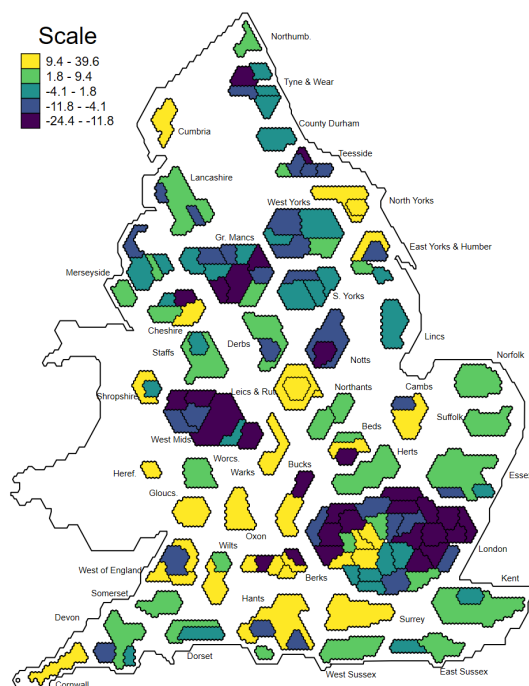 Scale
9.4 - 39.6
1.8 - 9.4
-4.1 - 1.8
-11.8 - -4.1
-24.4 - -11.8
Northumb.
Tyne & Wear
Cumbria
County Durham
Teesside
Lancashire
North Yorks
West Yorks
Gr. Mancs
East Yorks & Humber
Merseyside
S. Yorks
Cheshire
Lincs
Staffs
Derbs
Notts
Norfolk
Shropshire
Leics & Rut
Northants
Cambs
Suffolk
West Mids
Beds
Worcs.
Herts
Heref.
Warks
Bucks
Essex
Gloucs.
Oxon
Wilts
London
West of England
Berks
Kent
Somerset
Hants
Devon
Surrey
Dorset
West Sussex
East Sussex
Cornwall